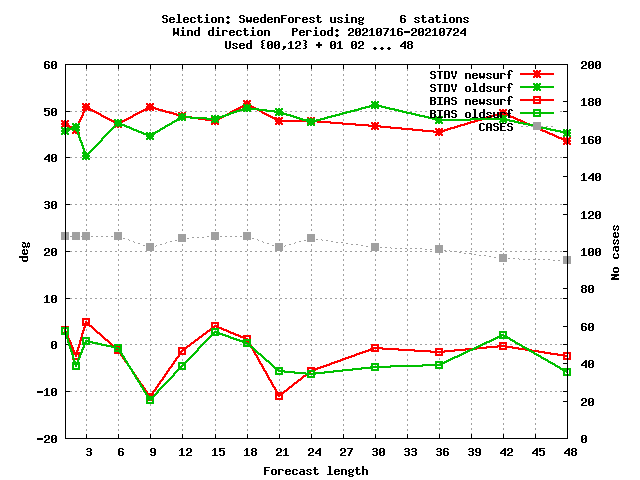 Selection: SwedenForest using     6 stations
Wind direction   Period: 20210716-20210724
Used {00,12} + 01 02 ... 48
60 200
STDV newsurf
STDV oldsurf
BIAS newsurf
BIAS oldsurf
CASES
50 180
160
40
140
30
120
20 100
10 80
60
0
40
-10
20
-20 0
deg
No cases
3 6 9 12 15 18 21 24 27 30 33 36 39 42 45 48
Forecast length